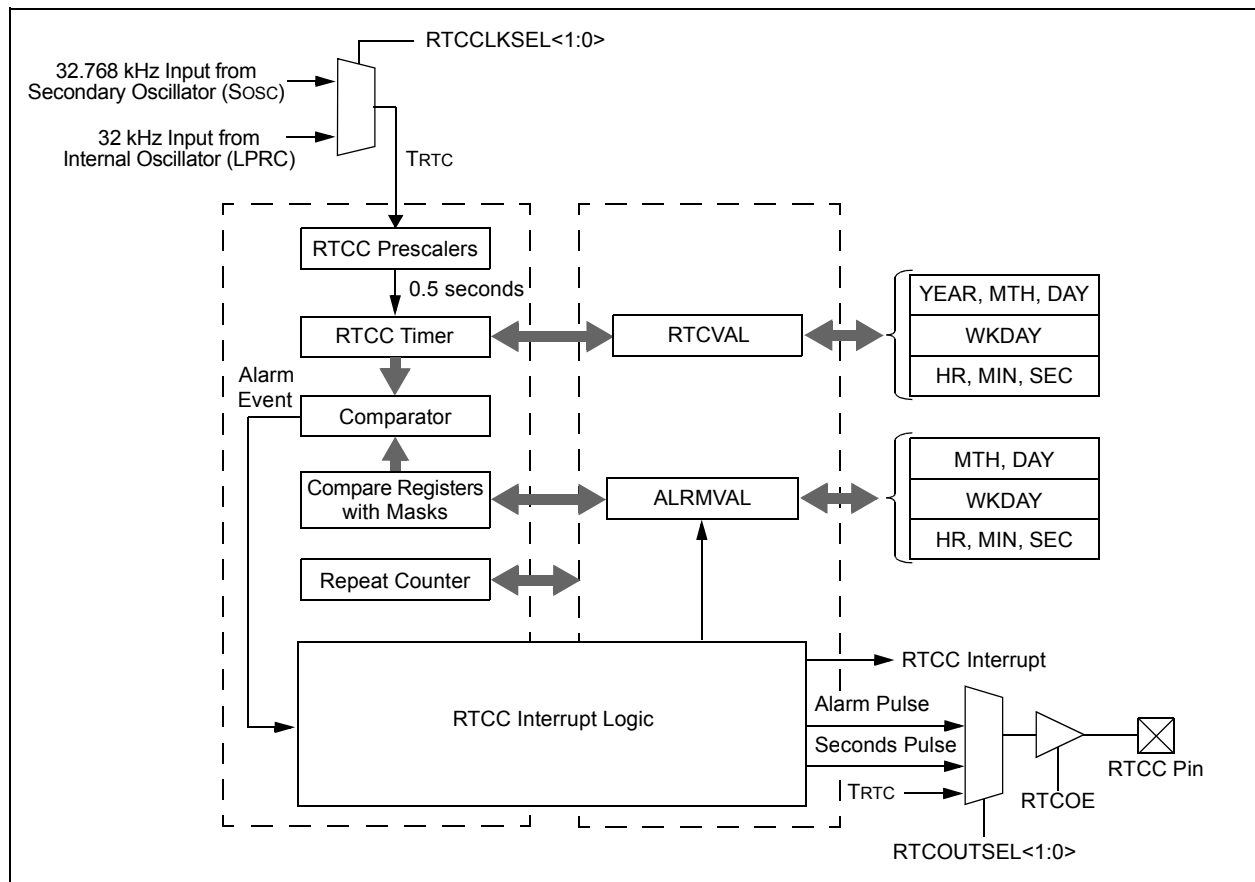 RTCCLKSEL<1:0>
32.768 kHz Input from
Secondary Oscillator (SOSC)
32 kHz Input from
Internal Oscillator (LPRC)
TRTC
RTCC Prescalers
0.5 seconds
RTCC Timer
RTCVAL
YEAR, MTH, DAY
WKDAY
HR, MIN, SEC
Alarm
Event
Comparator
Compare Registers
with Masks
ALRMVAL
MTH, DAY
WKDAY
HR, MIN, SEC
Repeat Counter
RTCC Interrupt Logic
RTCC Interrupt
Alarm Pulse
Seconds Pulse
TRTC
RTCC Pin
RTCOE
RTCOUTSEL<1:0>